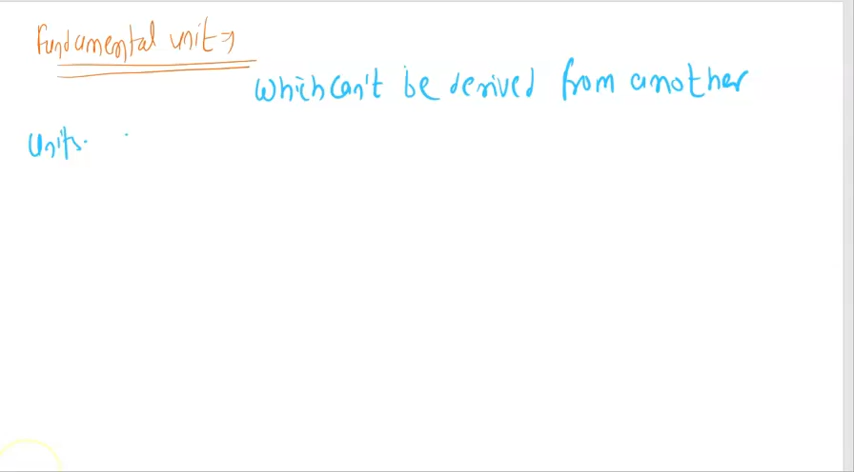 Fundamental unit →
which can't be derived from another
units.